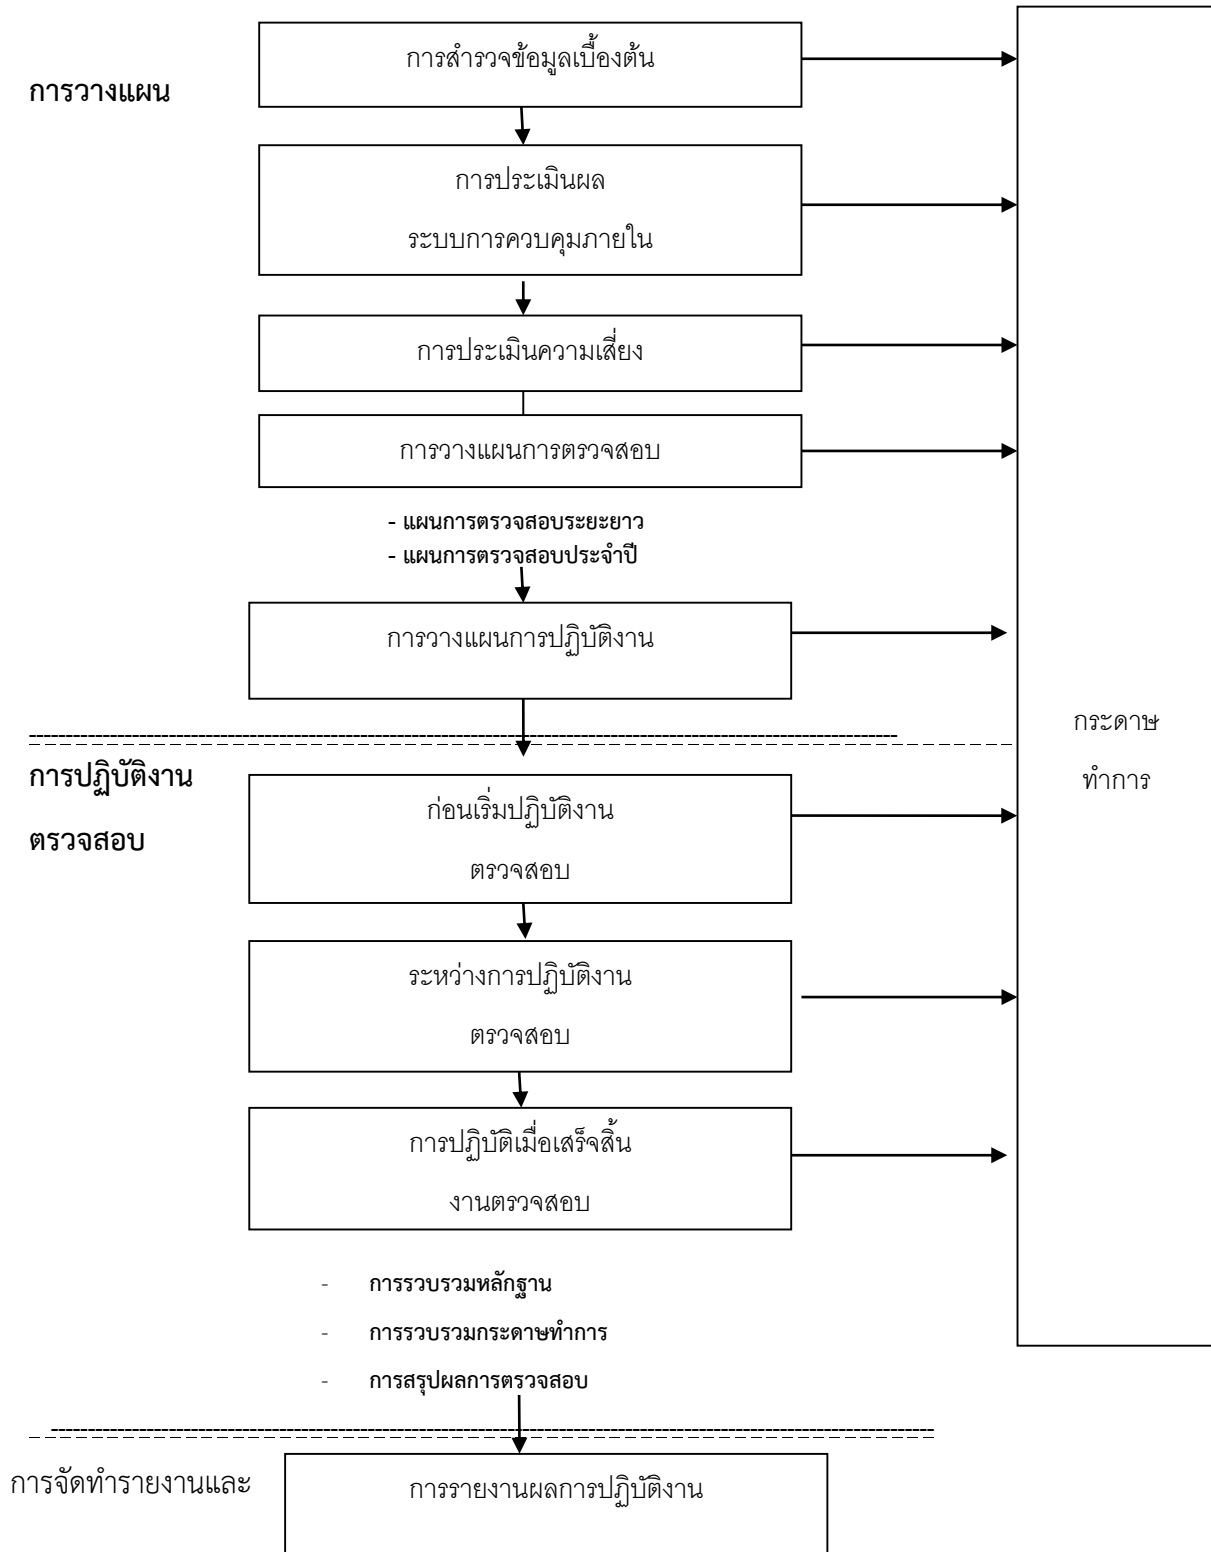 การสำรวจข้อมูลเบื้องต้น
การวางแผน
การประเมินผล
ระบบการควบคุมภายใน
การประเมินความเสี่ยง
การวางแผนการตรวจสอบ
- แผนการตรวจสอบระยะยาว
- แผนการตรวจสอบประจำปี
การวางแผนการปฏิบัติงาน
กระดาษ
ทำการ
การปฏิบัติงาน
ตรวจสอบ
ก่อนเริ่มปฏิบัติงาน
ตรวจสอบ
ระหว่างการปฏิบัติงาน
ตรวจสอบ
การปฏิบัติเมื่อเสร็จสิ้น
งานตรวจสอบ
- การรวบรวมหลักฐาน
- การรวบรวมกระดาษทำการ
- การสรุปผลการตรวจสอบ
การจัดทำรายงานและ
การรายงานผลการปฏิบัติงาน